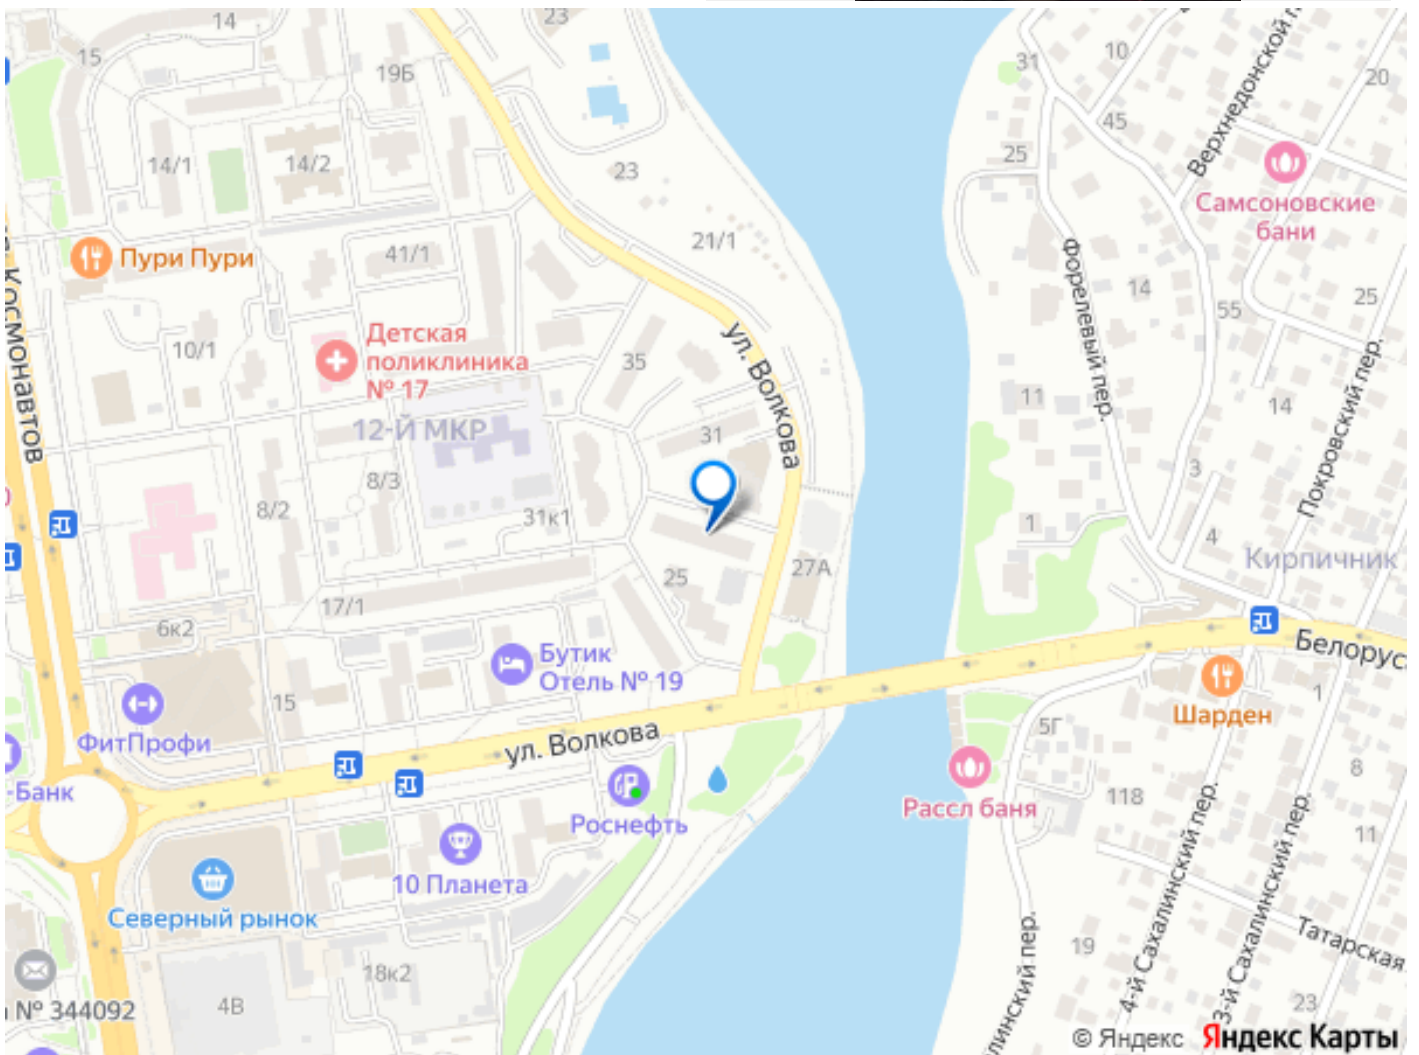 14
23
15
19Б
31
10
20
45
Верхнедонской п
14/1
14/2
23
25
Самсоновские
бани
Пури Пури
41/1
21/1
Космонавтов
Форелевый пер.
14
25
55
Детская
поликлиника
№ 17
10/1
35
ул. Волкова
11
14
Покровский пер.
12-Й МКР
31
8/3
8/2
31к1
3
1
4
Кирпичник
25
27А
17/1
6к2
Бутик
Отель № 19
Белорус
15
ФитПрофи
ул. Волкова
Шарден
1
5Г
-Банк
Роснефть
Рассл баня
118
8
11
10 Планета
Северный рынок
4-й Сахалинский пер.
3-й Сахалинский пер.
Татарская
линский пер.
19
18к2
4В
№ 344092
23
© Яндекс Яндекс Карты